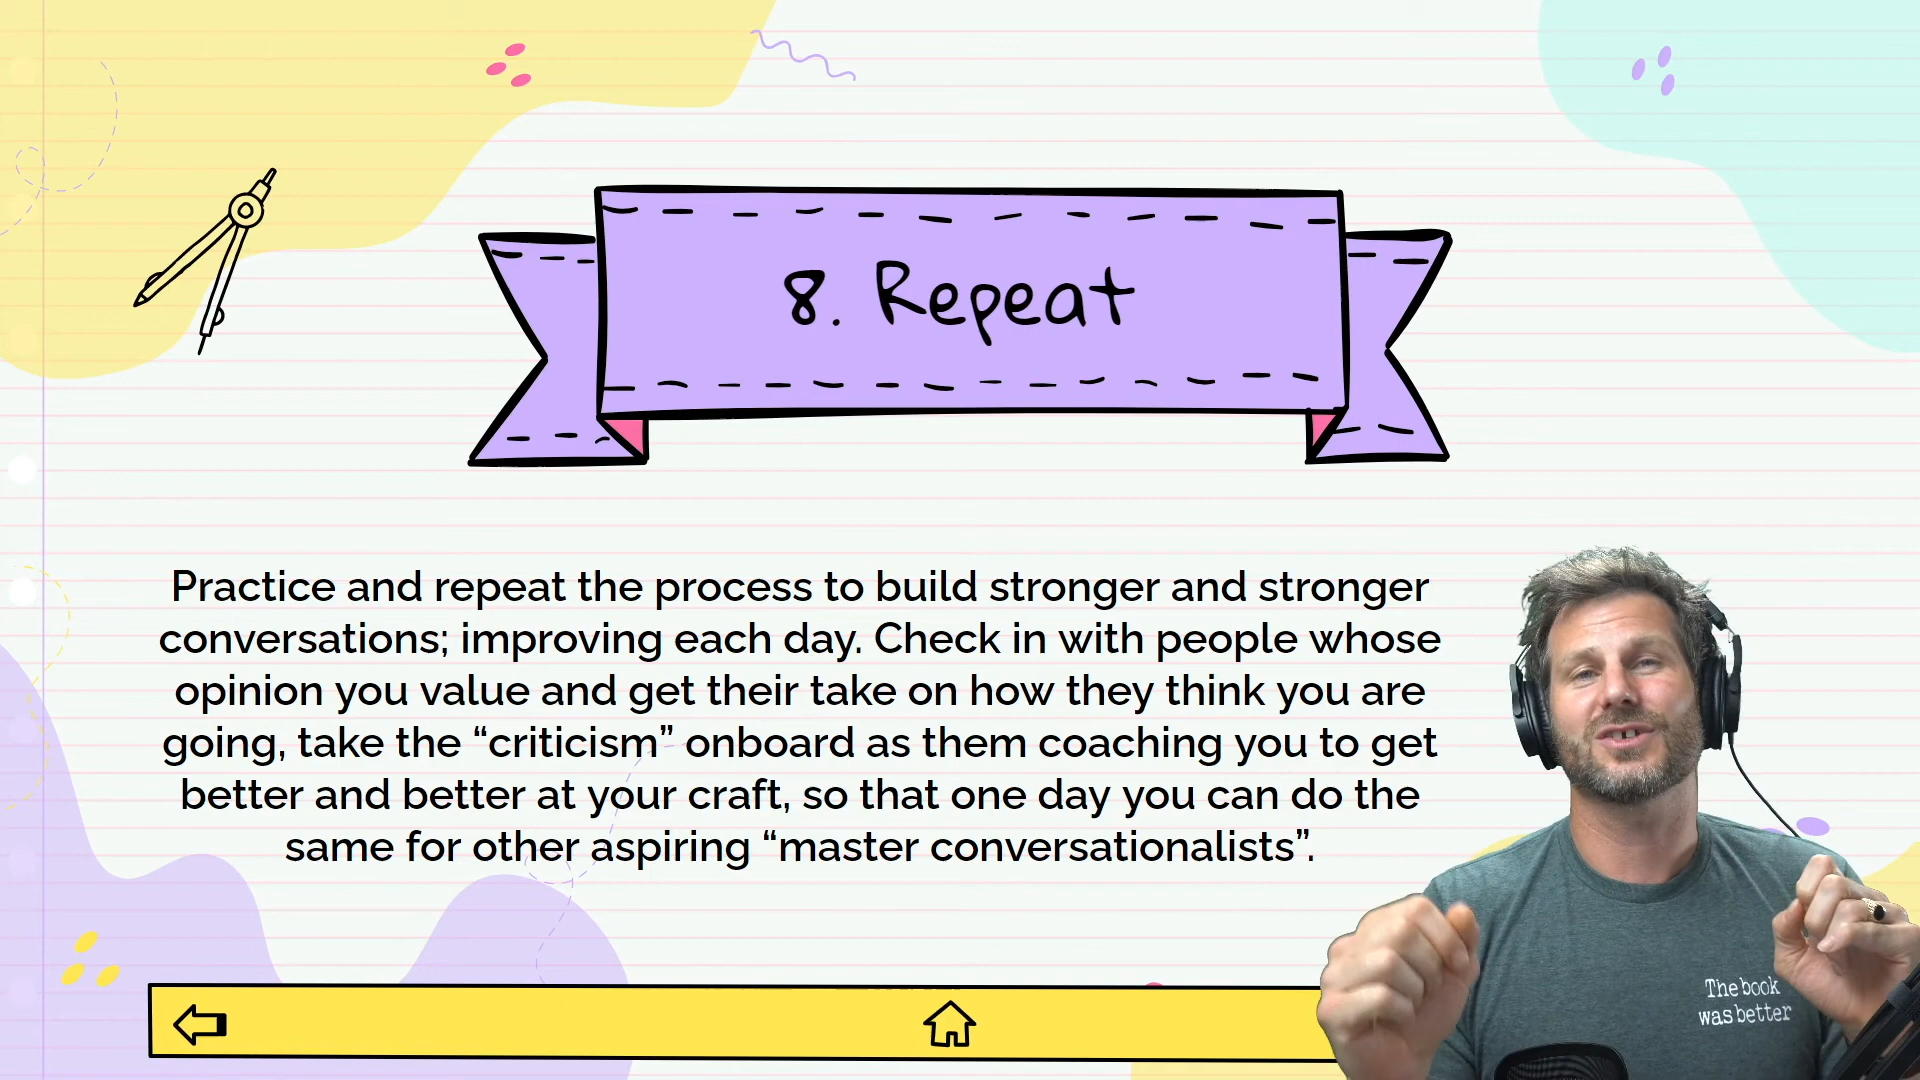 8. Repeat
Practice and repeat the process to build stronger and stronger
conversations; improving each day. Check in with people whose
opinion you value and get their take on how they think you are
going, take the “criticism” onboard as them coaching you to get
better and better at your craft, so that one day you can do the
same for other aspiring “master conversationalists”.
The book
was better